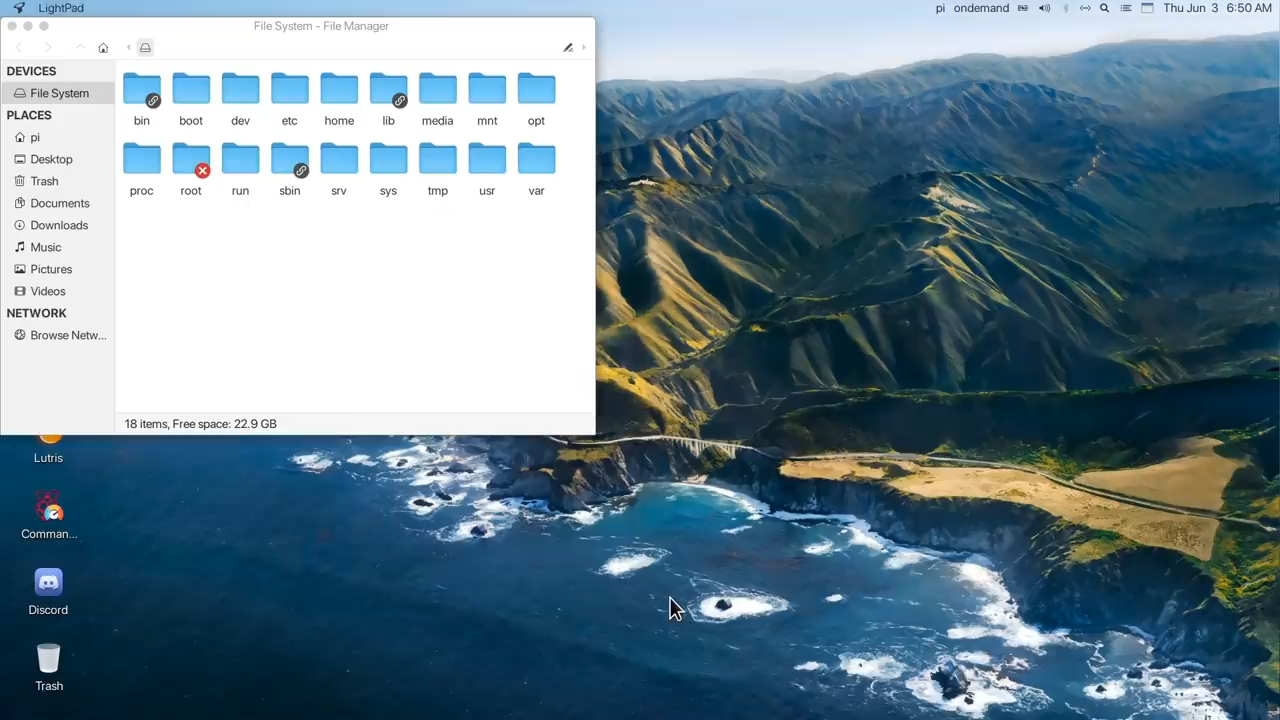 LightPad
pi ondemand Thu Jun 3 6:50 AM
File System - File Manager
DEVICES
File System
PLACES
pi
Desktop
Trash
Documents
Downloads
Music
Pictures
Videos
NETWORK
Browse Netw...
bin boot dev etc home lib media mnt opt
proc root run sbin srv sys tmp usr var
18 items, Free space: 22.9 GB
Lutris
Comman...
Discord
Trash